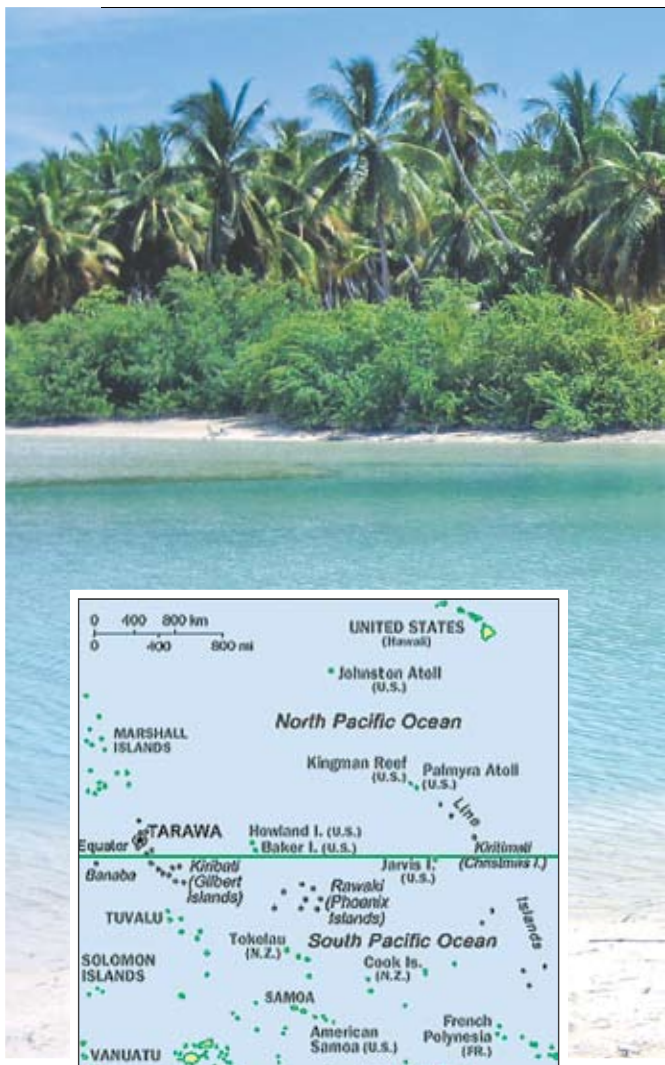 0 400 800 km
0 400 800 mi
UNITED STATES
(Hawaii)
Johnston Atoll
(U.S.)
North Pacific Ocean
MARSHALL
ISLANDS
Kingman Reef
(U.S.)
Palmyra Atoll
(U.S.)
Line
TARAWA
Howland I. (U.S.)
Equator
Baker I. (U.S.)
Kiritimati
(Christmas I.)
Jarvis I.
(U.S.)
Banaba
Kiribati
(Gilbert
Islands)
Rawaki
(Phoenix
Islands)
Islands
TUVALU
Tokelau
(N.Z.)
South Pacific Ocean
SOLOMON
ISLANDS
Cook Is.
(N.Z.)
SAMOA
American
Samoa (U.S.)
French
Polynesia
(FR.)
VANUATU